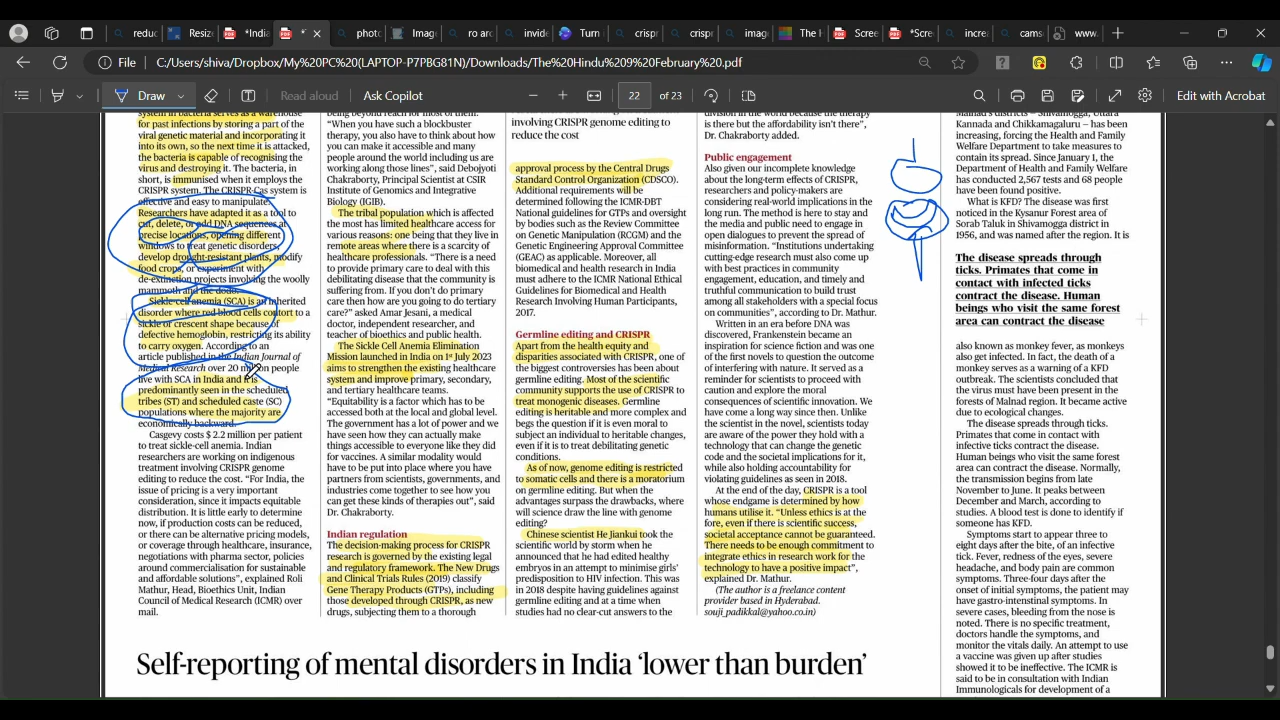 reduc
Resiz
*India
*
photo
Imag
ro arc
invide
Turn
crispr
crispr
image
The H
Scree
*Scre
increa
cams
www.
File
C:/Users/shiva/Dropbox/My%20PC%20(LAPTOP-P7PBG81N)/Downloads/The%20Hindu%209%20February%20.pdf
Draw
Read aloud
Ask Copilot
22
of 23
Edit with Acrobat
system in bacteria serves as a warehouse
for past infections by storing a part of the
viral genetic material and incorporating it
into its own, so the next time it is attacked,
the bacteria is capable of recognising the
virus and destroying it. The bacteria, in
short, is immunised when it employs the
CRISPR system. The CRISPR-Cas system is
effective and easy to manipulate.
Researchers have adapted it as a tool to
cut, delete, or add DNA sequences at
precise locations, opening different
windows to treat genetic disorders,
develop drought-resistant plants, modify
food crops, or experiment with
de-extinction projects involving the woolly
mammoth and the dodo.
Sickle-cell anemia (SCA) is an inherited
disorder where red blood cells contort to a
sickle or crescent shape because of
defective hemoglobin, restricting its ability
to carry oxygen. According to an
article published in the Indian Journal of
Medical Research over 20 million people
live with SCA in India and it is
predominantly seen in the scheduled
tribes (ST) and scheduled caste (SC)
populations where the majority are
economically backward.
Casgevy costs $ 2.2 million per patient
to treat sickle-cell anemia. Indian
researchers are working on indigenous
treatment involving CRISPR genome
editing to reduce the cost. “For India, the
issue of pricing is a very important
consideration, since it impacts equitable
distribution. It is little early to determine
now, if production costs can be reduced,
or there can be alternative pricing models,
or coverage through healthcare, insurance,
negotiations with pharma sector, policies
around commercialisation for sustainable
and affordable solutions”, explained Roli
Mathur, Head, Bioethics Unit, Indian
Council of Medical Research (ICMR) over
mail.
being beyond reach for most of them.
“When you have such a blockbuster
therapy, you also have to think about how
you can make it accessible and how
many people around the world including us are
working along those lines”, said Debojyoti
Chakraborty, Principal Scientist at CSIR
Institute of Genomics and Integrative
Biology (IGIB).
The tribal population which is affected
the most has limited healthcare access for
various reasons: one being that they live in
remote areas where there is a scarcity of
healthcare professionals. “There is a need
to provide primary care to deal with this
debilitating disease that the community is
suffering from. If you don’t do primary
care then how are you going to do tertiary
care?” asked Amar Jesani, a medical
doctor, independent researcher, and
teacher of bioethics and public health.
The Sickle Cell Anemia Elimination
Mission launched in India on 1st July 2023
aims to strengthen the existing healthcare
system and improve primary, secondary,
and tertiary healthcare teams.
“Equitability is a factor which has to be
accessed both at the local and global level.
The government has a lot of power and we
have seen how they can actually make
things accessible to everyone like they did
for vaccines. A similar modality would
have to be put into place where you have
partners from scientists, governments, and
industries come together to see how you
can get these kinds of therapies out”, said
Dr. Chakraborty.
Indian regulation
The decision-making process for CRISPR
research is governed by the existing legal
and regulatory framework. The New Drugs
and Clinical Trials Rules (2019) classify
Gene Therapy Products (GTPs), including
those developed through CRISPR, as new
drugs, subjecting them to a thorough
involving CRISPR genome editing to
reduce the cost
approval process by the Central Drugs
Standard Control Organization (CDSCO).
Additional requirements will be
determined following the ICMR-DBT
National guidelines for GTPs and oversight
by bodies such as the Review Committee
on Genetic Manipulation (RCGM) and the
Genetic Engineering Approval Committee
(GEAC) as applicable. Moreover, all
biomedical and health research in India
must adhere to the ICMR National Ethical
Guidelines for Biomedical and Health
Research Involving Human Participants,
2017.
Germline editing and CRISPR
Apart from the health equity and
disparities associated with CRISPR, one of
the biggest controversies has been about
germline editing. Most of the scientific
community supports the use of CRISPR to
treat monogenic diseases. Germline
editing is heritable and more complex and
begs the question if it is even moral to
subject an individual to heritable changes,
even if it is to treat debilitating genetic
conditions.
As of now, genome editing is restricted
to somatic cells and there is a moratorium
on germline editing. But when the
advantages surpass the drawbacks, where
will science draw the line with genome
editing?
Chinese scientist He Jiankui took the
scientific world by storm when he
announced that he had edited healthy
embryos in an attempt to minimise girls’
predisposition to HIV infection. This was
in 2018 despite having guidelines against
germline editing and at a time when
studies had no clear-cut answers to the
division in the world because the therapy
is there but the affordability isn’t there”,
Dr. Chakraborty added.
Public engagement
Also given our incomplete knowledge
about the long-term effects of CRISPR,
researchers and policy-makers are
considering real-world implications in the
long run. The method is here to stay and
the media and public need to engage in
open dialogues to prevent the spread of
misinformation. “Institutions undertaking
cutting-edge research must also come up
with best practices in community
engagement, education, and timely and
truthful communication to build trust
among all stakeholders with a special focus
on communities”, according to Dr. Mathur.
Written in an era before DNA was
discovered, Frankenstein became an
inspiration for science fiction and was one
of the first novels to question the outcome
of interfering with nature. It served as a
reminder for scientists to proceed with
caution and explore the moral
consequences of scientific innovation. We
have come a long way since then. Unlike
the scientist in the novel, scientists today
are aware of the power they hold with a
technology that can change the genetic
code and the societal implications for it,
while also holding accountability for
violating guidelines as seen in 2018.
At the end of the day, CRISPR is a tool
whose endgame is determined by how
humans utilise it. “Unless ethics is at the
fore, even if there is scientific success,
societal acceptance cannot be guaranteed.
There needs to be enough commitment to
integrate ethics in research work for the
technology to have a positive impact”,
explained Dr. Mathur.
(The author is a freelance content
provider based in Hyderabad.
souji_padikkal@yahoo.co.in)
Kannada and Chikkamagaluru – has been
increasing, forcing the Health and Family
Welfare Department to take measures to
contain its spread. Since January 1, the
Department of Health and Family Welfare
has conducted 2,567 tests and 68 people
have been found positive.
What is KFD? The disease was first
noticed in the Kysanur Forest area of
Sorab Taluk in Shivamogga district in
1956, and was named after the region. It is
The disease spreads through
ticks. Primates that come in
contact with infected ticks
contract the disease. Human
beings who visit the same forest
area can contract the disease
also known as monkey fever, as monkeys
also get infected. In fact, the death of a
monkey serves as a warning of a KFD
outbreak. The scientists concluded that
the virus must have been present in the
forests of Malnad region. It became active
due to ecological changes.
The disease spreads through ticks.
Primates that come in contact with
infective ticks contract the disease.
Human beings who visit the same forest
area can contract the disease. Normally,
the transmission begins from late
November to June. It peaks between
December and March, according to
studies. A blood test is done to identify if
someone has KFD.
Symptoms start to appear three to
eight days after the bite, of an infective
tick. Fever, redness of the eyes, severe
headache, and body pain are common
symptoms. Three-four days after the
onset of initial symptoms, the patient may
have gastro-intenstinal symptoms. In
severe cases, bleeding from the nose is
noted. There is no specific treatment,
doctors handle the symptoms, and
monitor the vitals daily. An attempt to use
a vaccine was given up after studies
showed it to be ineffective. The ICMR is
said to be in consultation with Indian
Immunologicals for development of a
Self-reporting of mental disorders in India ‘lower than burden’